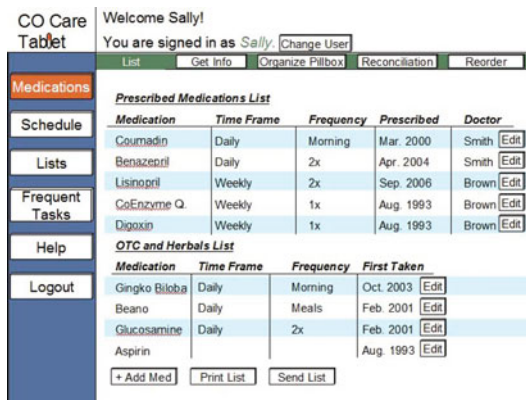 CO Care
Tablet
Welcome Sally!
You are signed in as Sally. Change User
List Get Info Organize Pillbox Reconciliation Reorder
Medications
Schedule
Lists
Frequent
Tasks
Help
Logout
Prescribed Medications List
Medication Time Frame Frequency Prescribed Doctor
Coumadin Daily Morning Mar. 2000 Smith Edit
Benazepril Daily 2x Apr. 2004 Smith Edit
Lisinopril Weekly 2x Sep. 2006 Brown Edit
CoEnzyme Q. Weekly 1x Aug. 1993 Brown Edit
Digoxin Weekly 1x Aug. 1993 Brown Edit
OTC and Herbals List
Medication Time Frame Frequency First Taken
Gingko Biloba Daily Morning Oct. 2003 Edit
Beano Daily Meals Feb. 2001 Edit
Glucosamine Daily 2x Feb. 2001 Edit
Aspirin Aug. 1993 Edit
+ Add Med Print List Send List